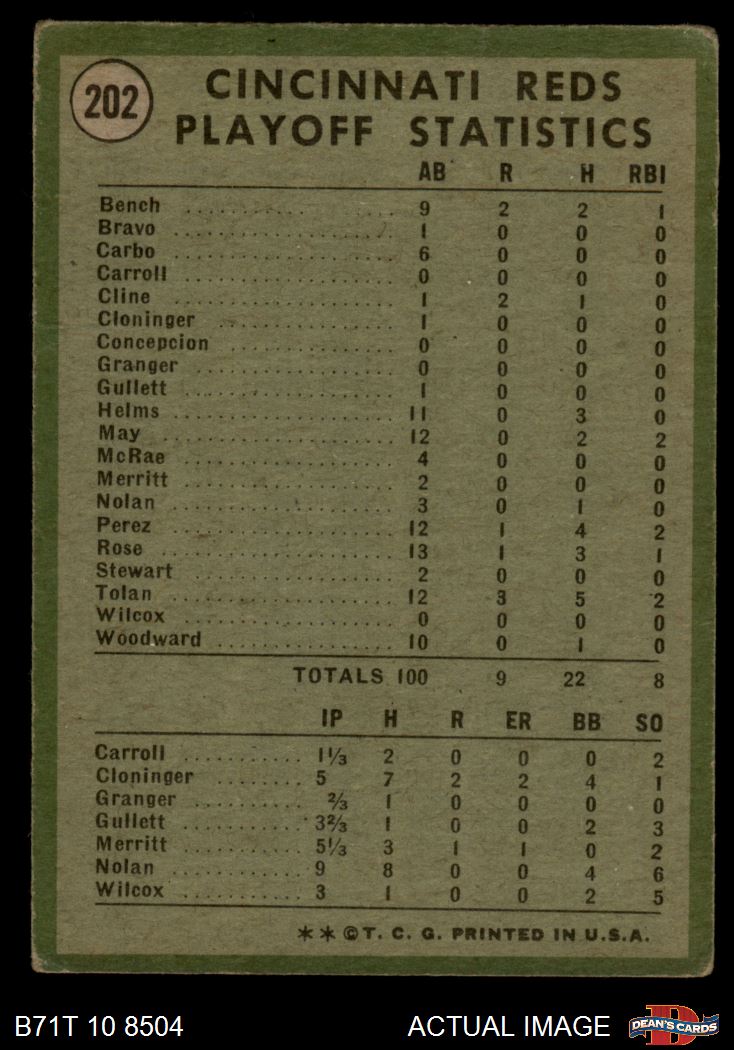 202
CINCINNATI REDS
PLAYOFF STATISTICS
AB R H RBI
Bench .......... 9 2 2 1
Bravo .......... 1 0 0 0
Carbo .......... 6 0 0 0
Carroll .......... 0 0 0 0
Cline .......... 1 2 1 0
Cloninger .......... 1 0 0 0
Concepcion .......... 0 0 0 0
Granger .......... 0 0 0 0
Gullett .......... 1 0 0 0
Helms .......... 11 0 3 0
May .......... 12 0 2 2
McRae .......... 4 0 0 0
Merritt .......... 2 0 0 0
Nolan .......... 3 0 1 0
Perez .......... 12 1 4 2
Rose .......... 13 1 3 1
Stewart .......... 2 0 0 0
Tolan .......... 12 3 5 2
Wilcox .......... 0 0 0 0
Woodward .......... 10 0 1 0
TOTALS 100 9 22 8
IP H R ER BB SO
Carroll .......... 1⅓ 2 0 0 0 2
Cloninger .......... 5 7 2 2 4 1
Granger .......... ⅔ 1 0 0 0 0
Gullett .......... 3⅔ 1 0 0 2 3
Merritt .......... 5⅓ 3 1 1 0 2
Nolan .......... 9 8 0 0 4 6
Wilcox .......... 3 1 0 0 2 5
✶✶©T. C. G. PRINTED IN U.S.A.
B71T 10 8504 ACTUAL IMAGE DEAN'S CARDS